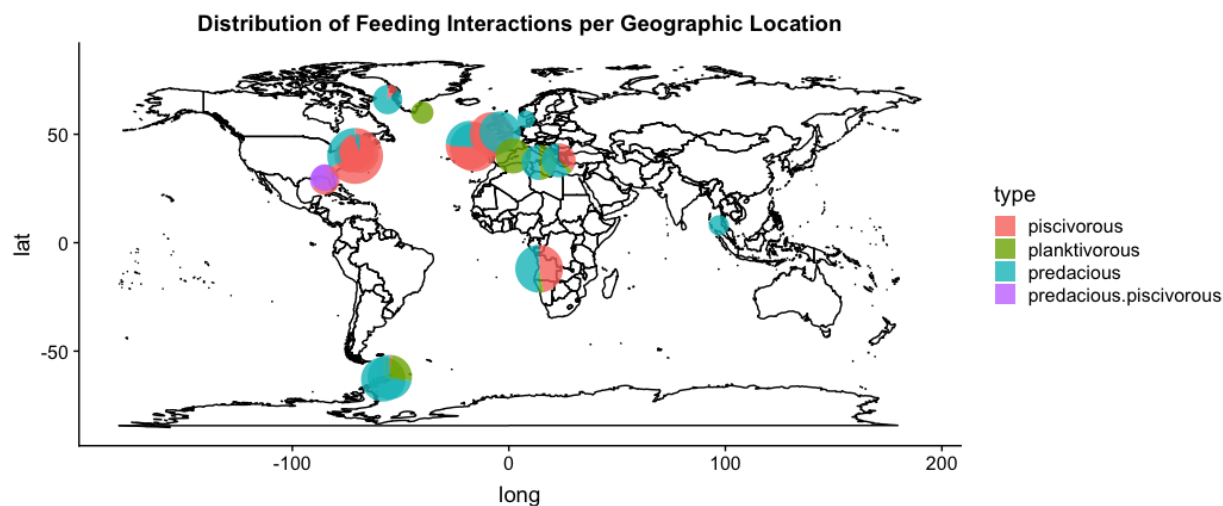 Distribution of Feeding Interactions per Geographic Location
50
0
-50
lat
-100
0
100
200
long
type
piscivorous
planktivorous
predacious
predacious.piscivorous